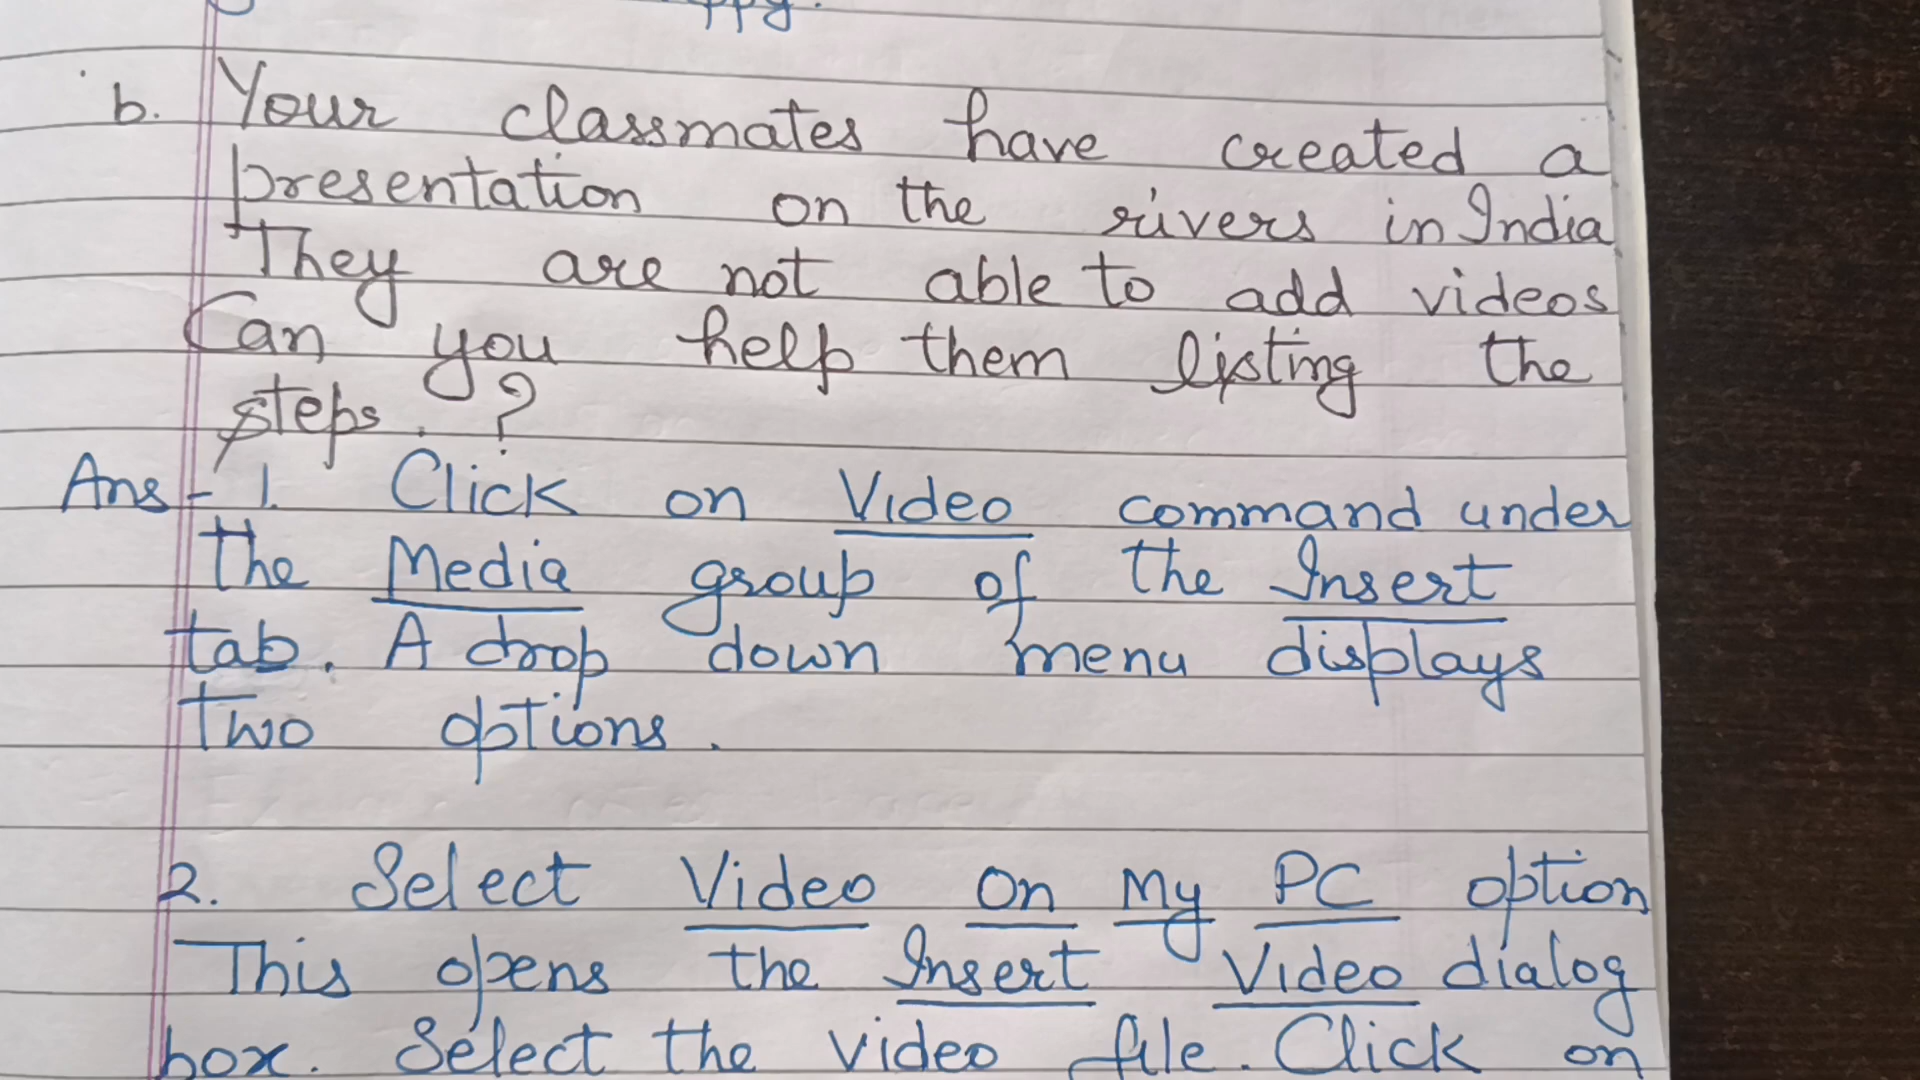 b. Your classmates have created a
presentation on the rivers in India
They are not able to add videos
Can you help them listing the
steps. ?
Ans - 1. Click on Video command under
the Media group of the Insert
tab. A drop down menu displays
two options.
2. Select Video on My PC option
This opens the Insert Video dialog
box. Select the video file. Click on